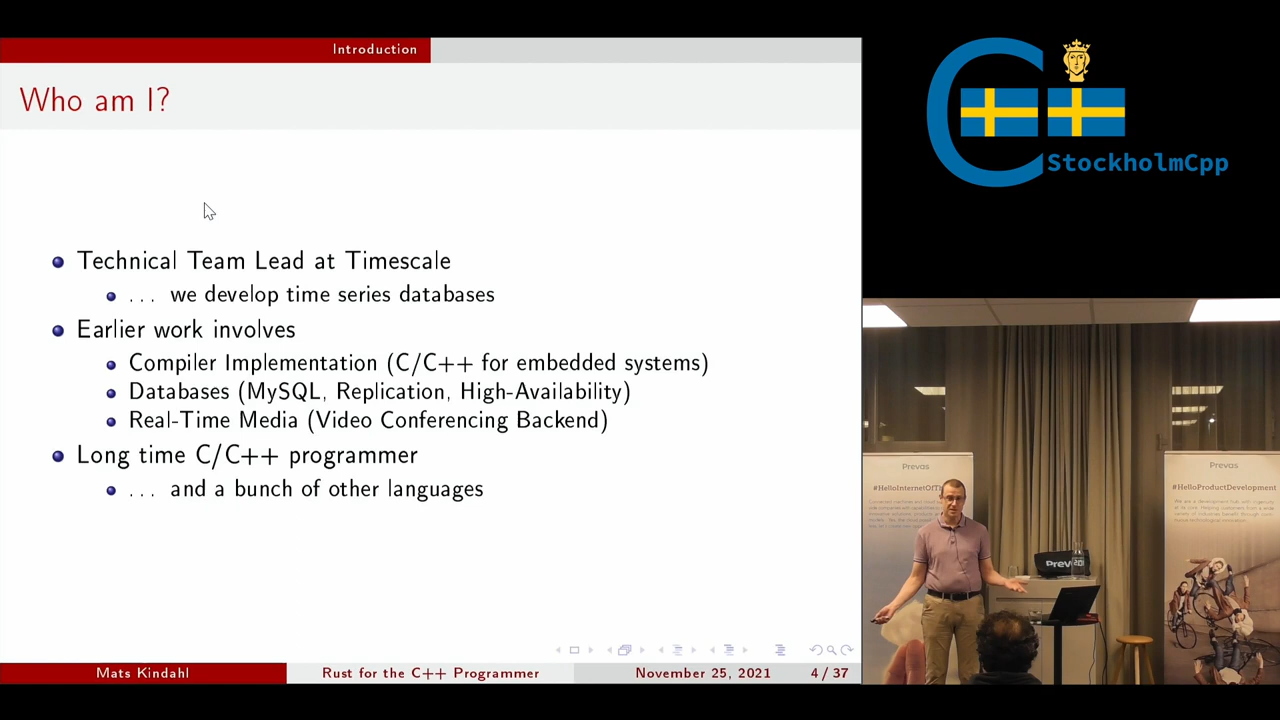 Introduction
Who am I?
Technical Team Lead at Timescale
... we develop time series databases
Earlier work involves
Compiler Implementation (C/C++ for embedded systems)
Databases (MySQL, Replication, High-Availability)
Real-Time Media (Video Conferencing Backend)
Long time C/C++ programmer
... and a bunch of other languages
Mats Kindahl
Rust for the C++ Programmer
November 25, 2021
4 / 37
StockholmCpp
Prevas
Prevas
#HelloProductDevelopment